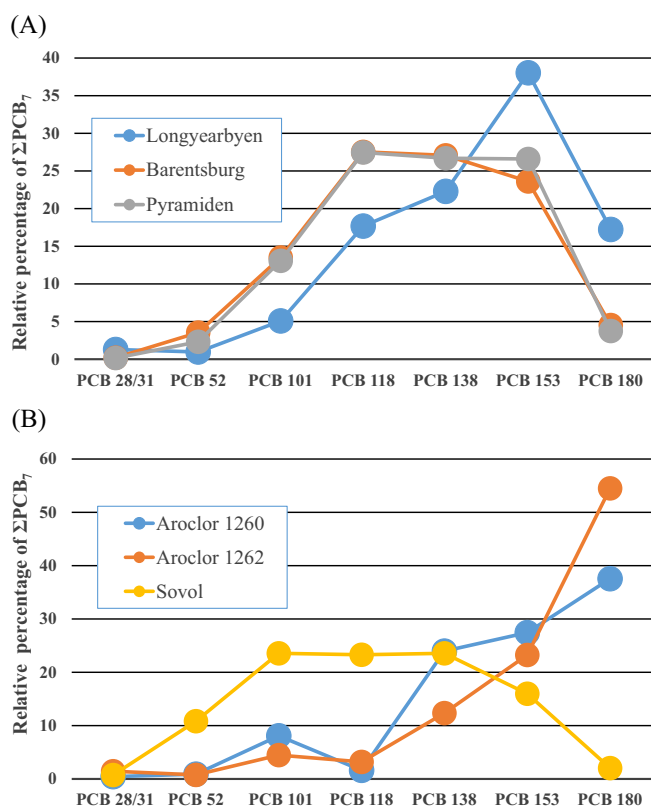 (A)
Relative percentage of ΣPCB₇
40
35
30
25
20
15
10
5
0
Longyearbyen
Barentsburg
Pyramiden
PCB 28/31 PCB 52 PCB 101 PCB 118 PCB 138 PCB 153 PCB 180
(B)
Relative percentage of ΣPCB₇
60
50
40
30
20
10
0
Aroclor 1260
Aroclor 1262
Sovol
PCB 28/31 PCB 52 PCB 101 PCB 118 PCB 138 PCB 153 PCB 180